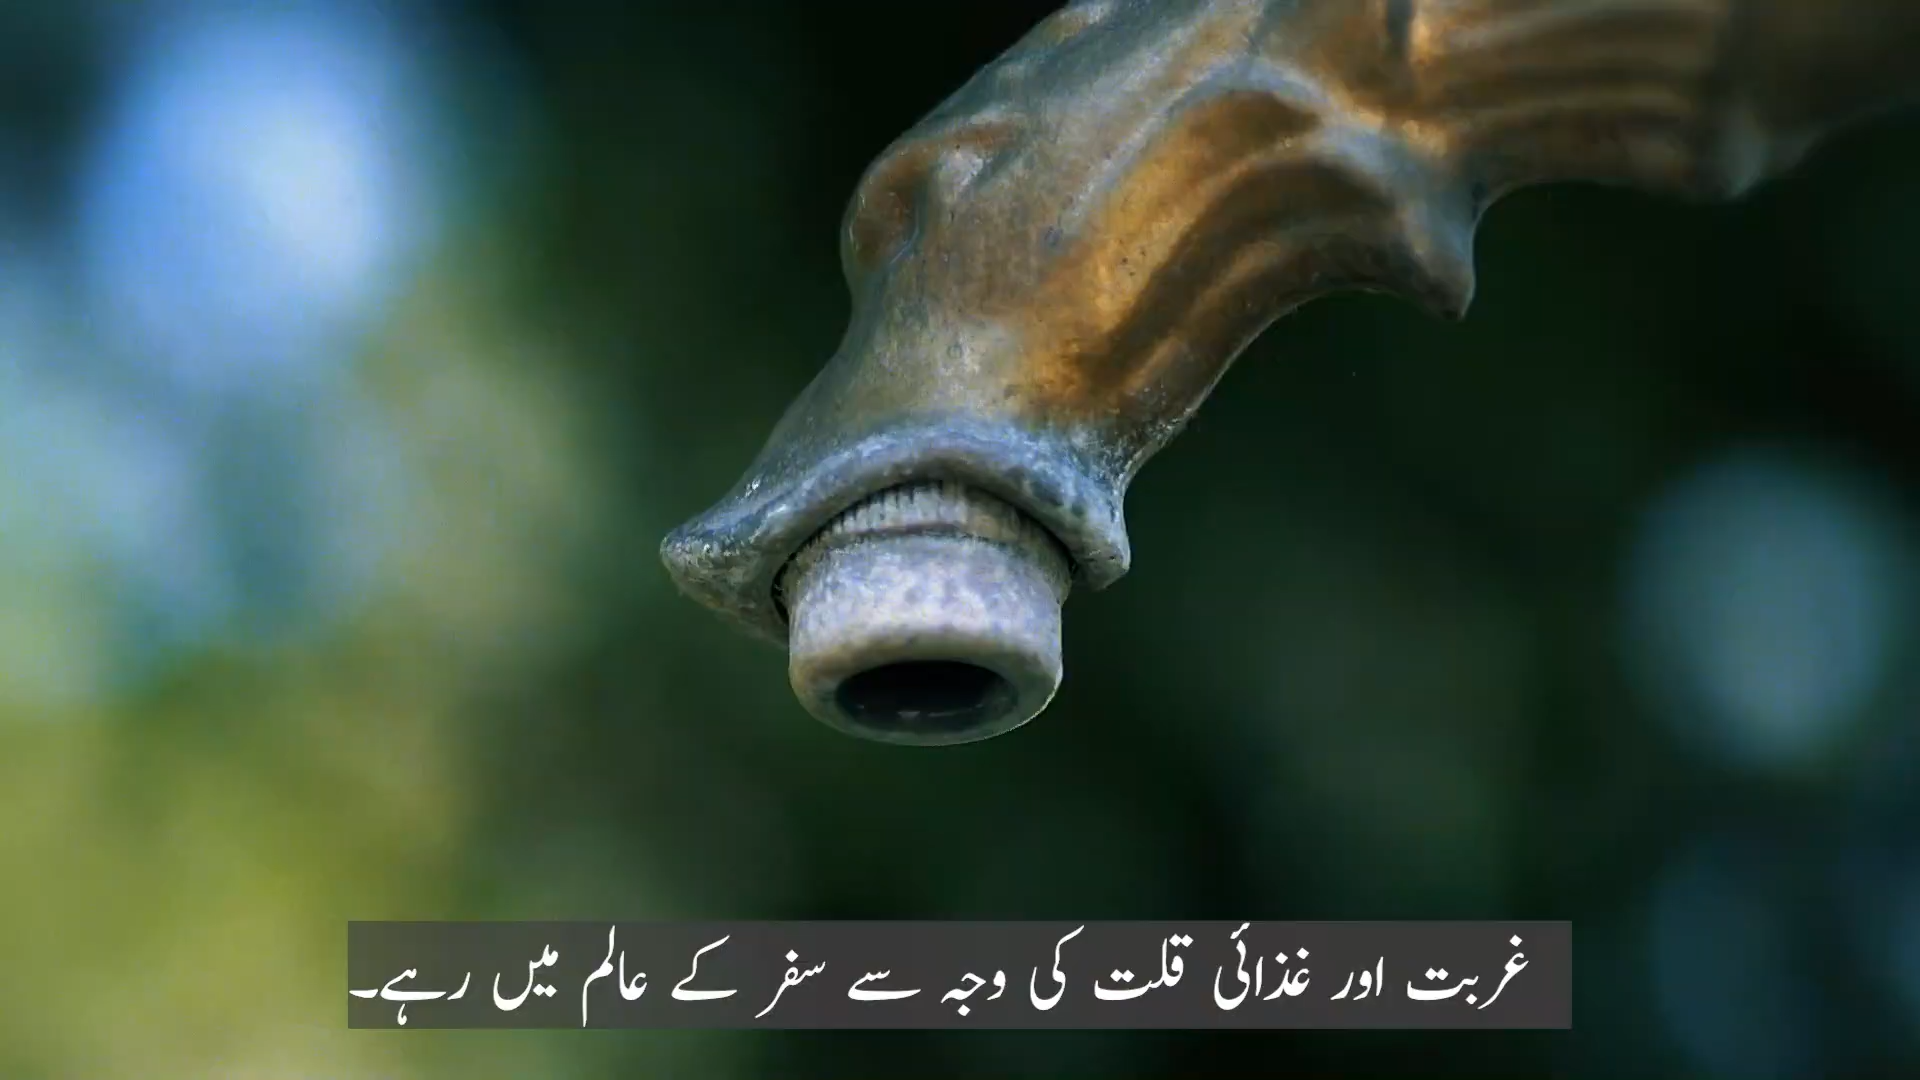 غربت اور غذائی قلت کی وجہ سے سفر کے عالم میں رہے۔